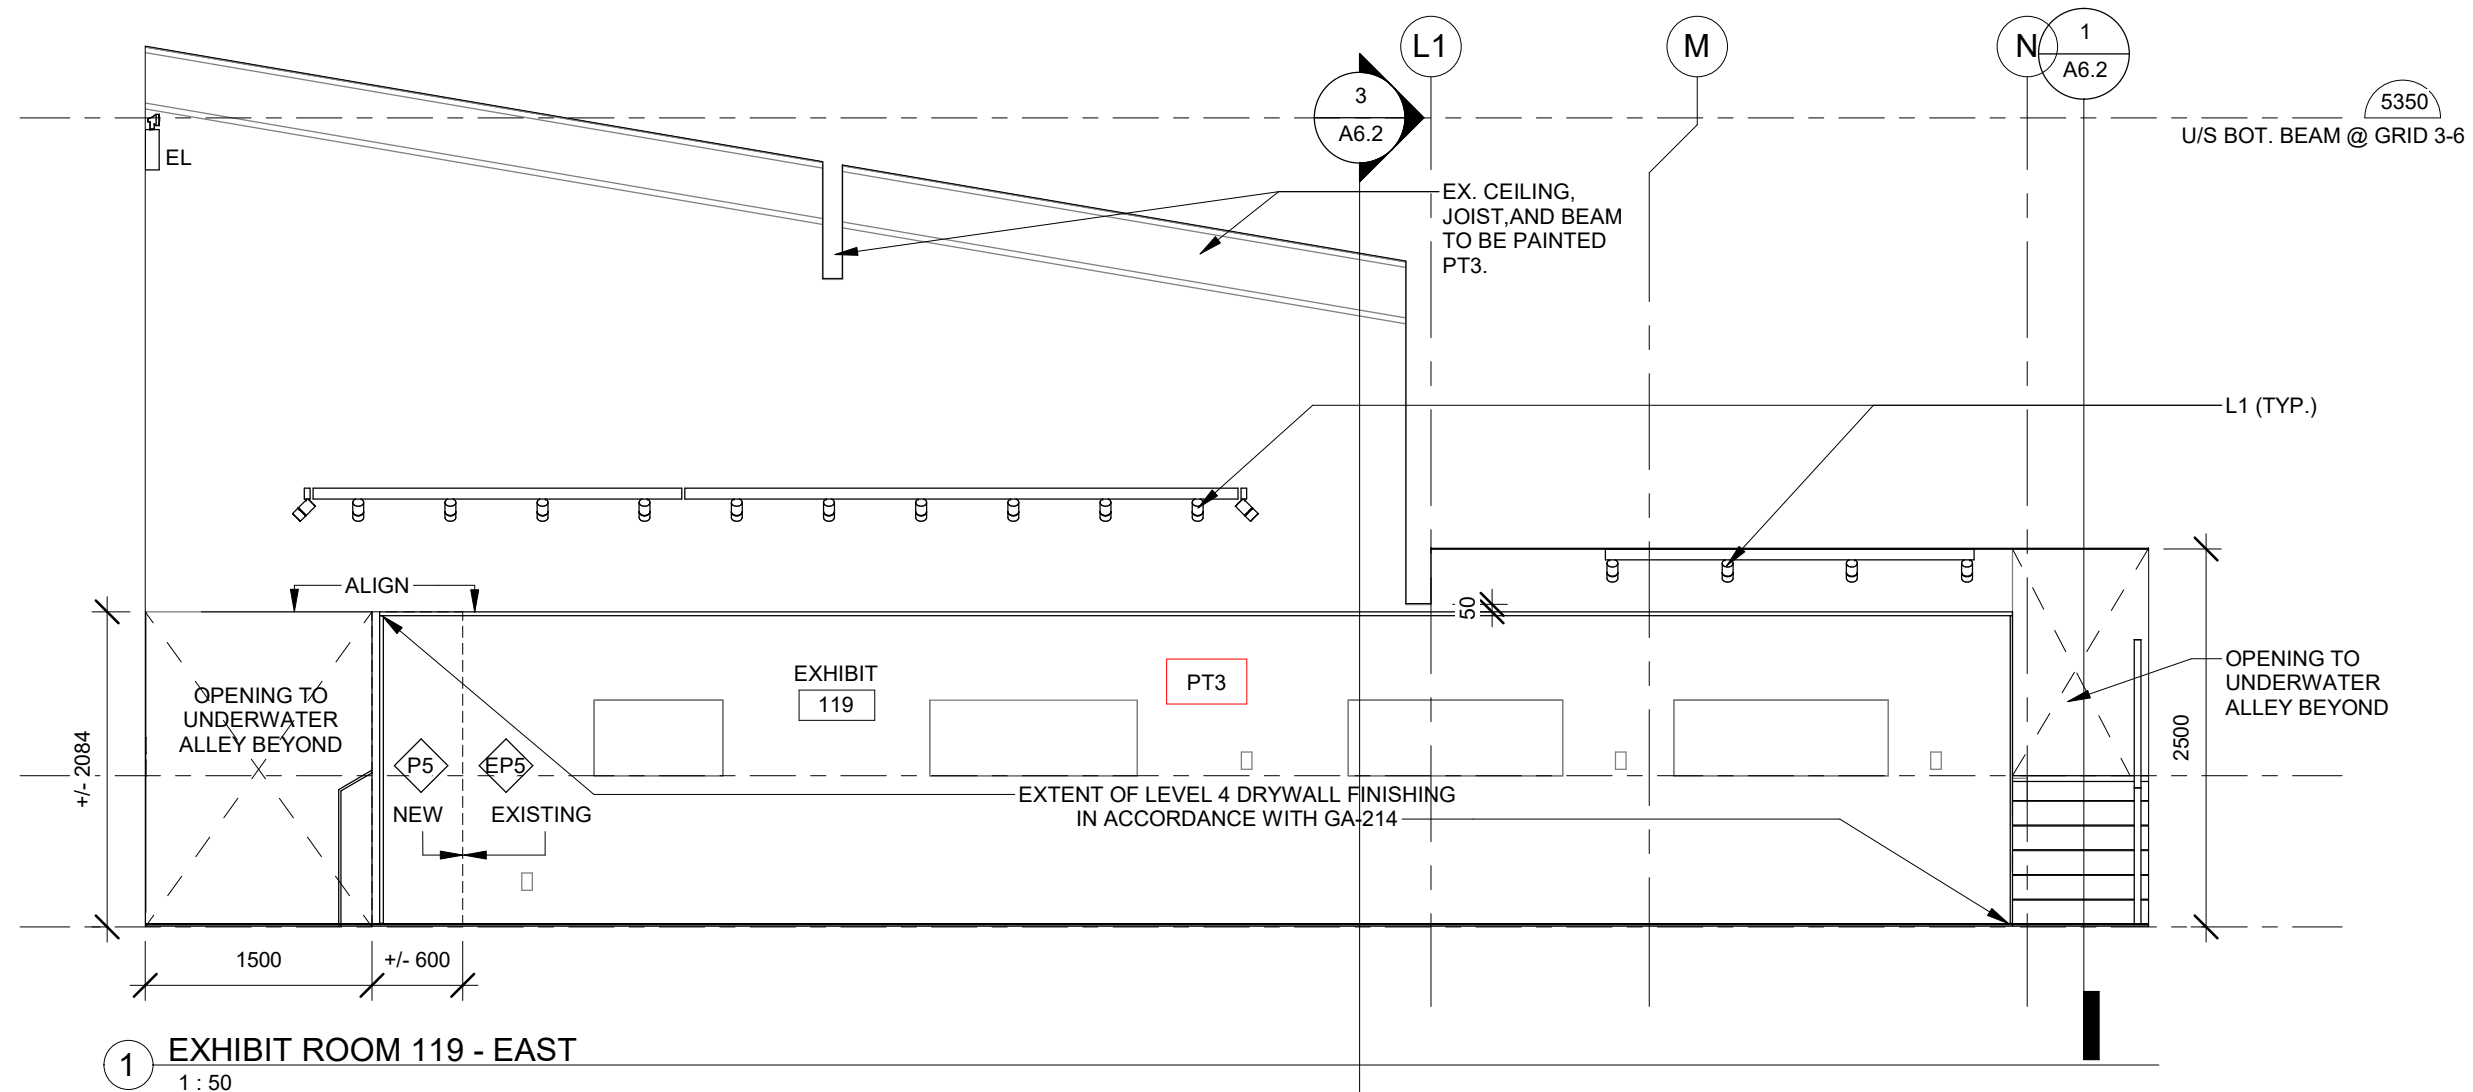 L1
M
N
1
A6.2
3
A6.2
5350
U/S BOT. BEAM @ GRID 3-6
EL
EX. CEILING,
JOIST,AND BEAM
TO BE PAINTED
PT3.
L1 (TYP.)
ALIGN
50
EXHIBIT
119
PT3
OPENING TO
UNDERWATER
ALLEY BEYOND
OPENING TO
UNDERWATER
ALLEY BEYOND
+/- 2084
2500
P5
EP5
NEW
EXISTING
EXTENT OF LEVEL 4 DRYWALL FINISHING
IN ACCORDANCE WITH GA-214
1500
+/- 600
1
EXHIBIT ROOM 119 - EAST
1 : 50